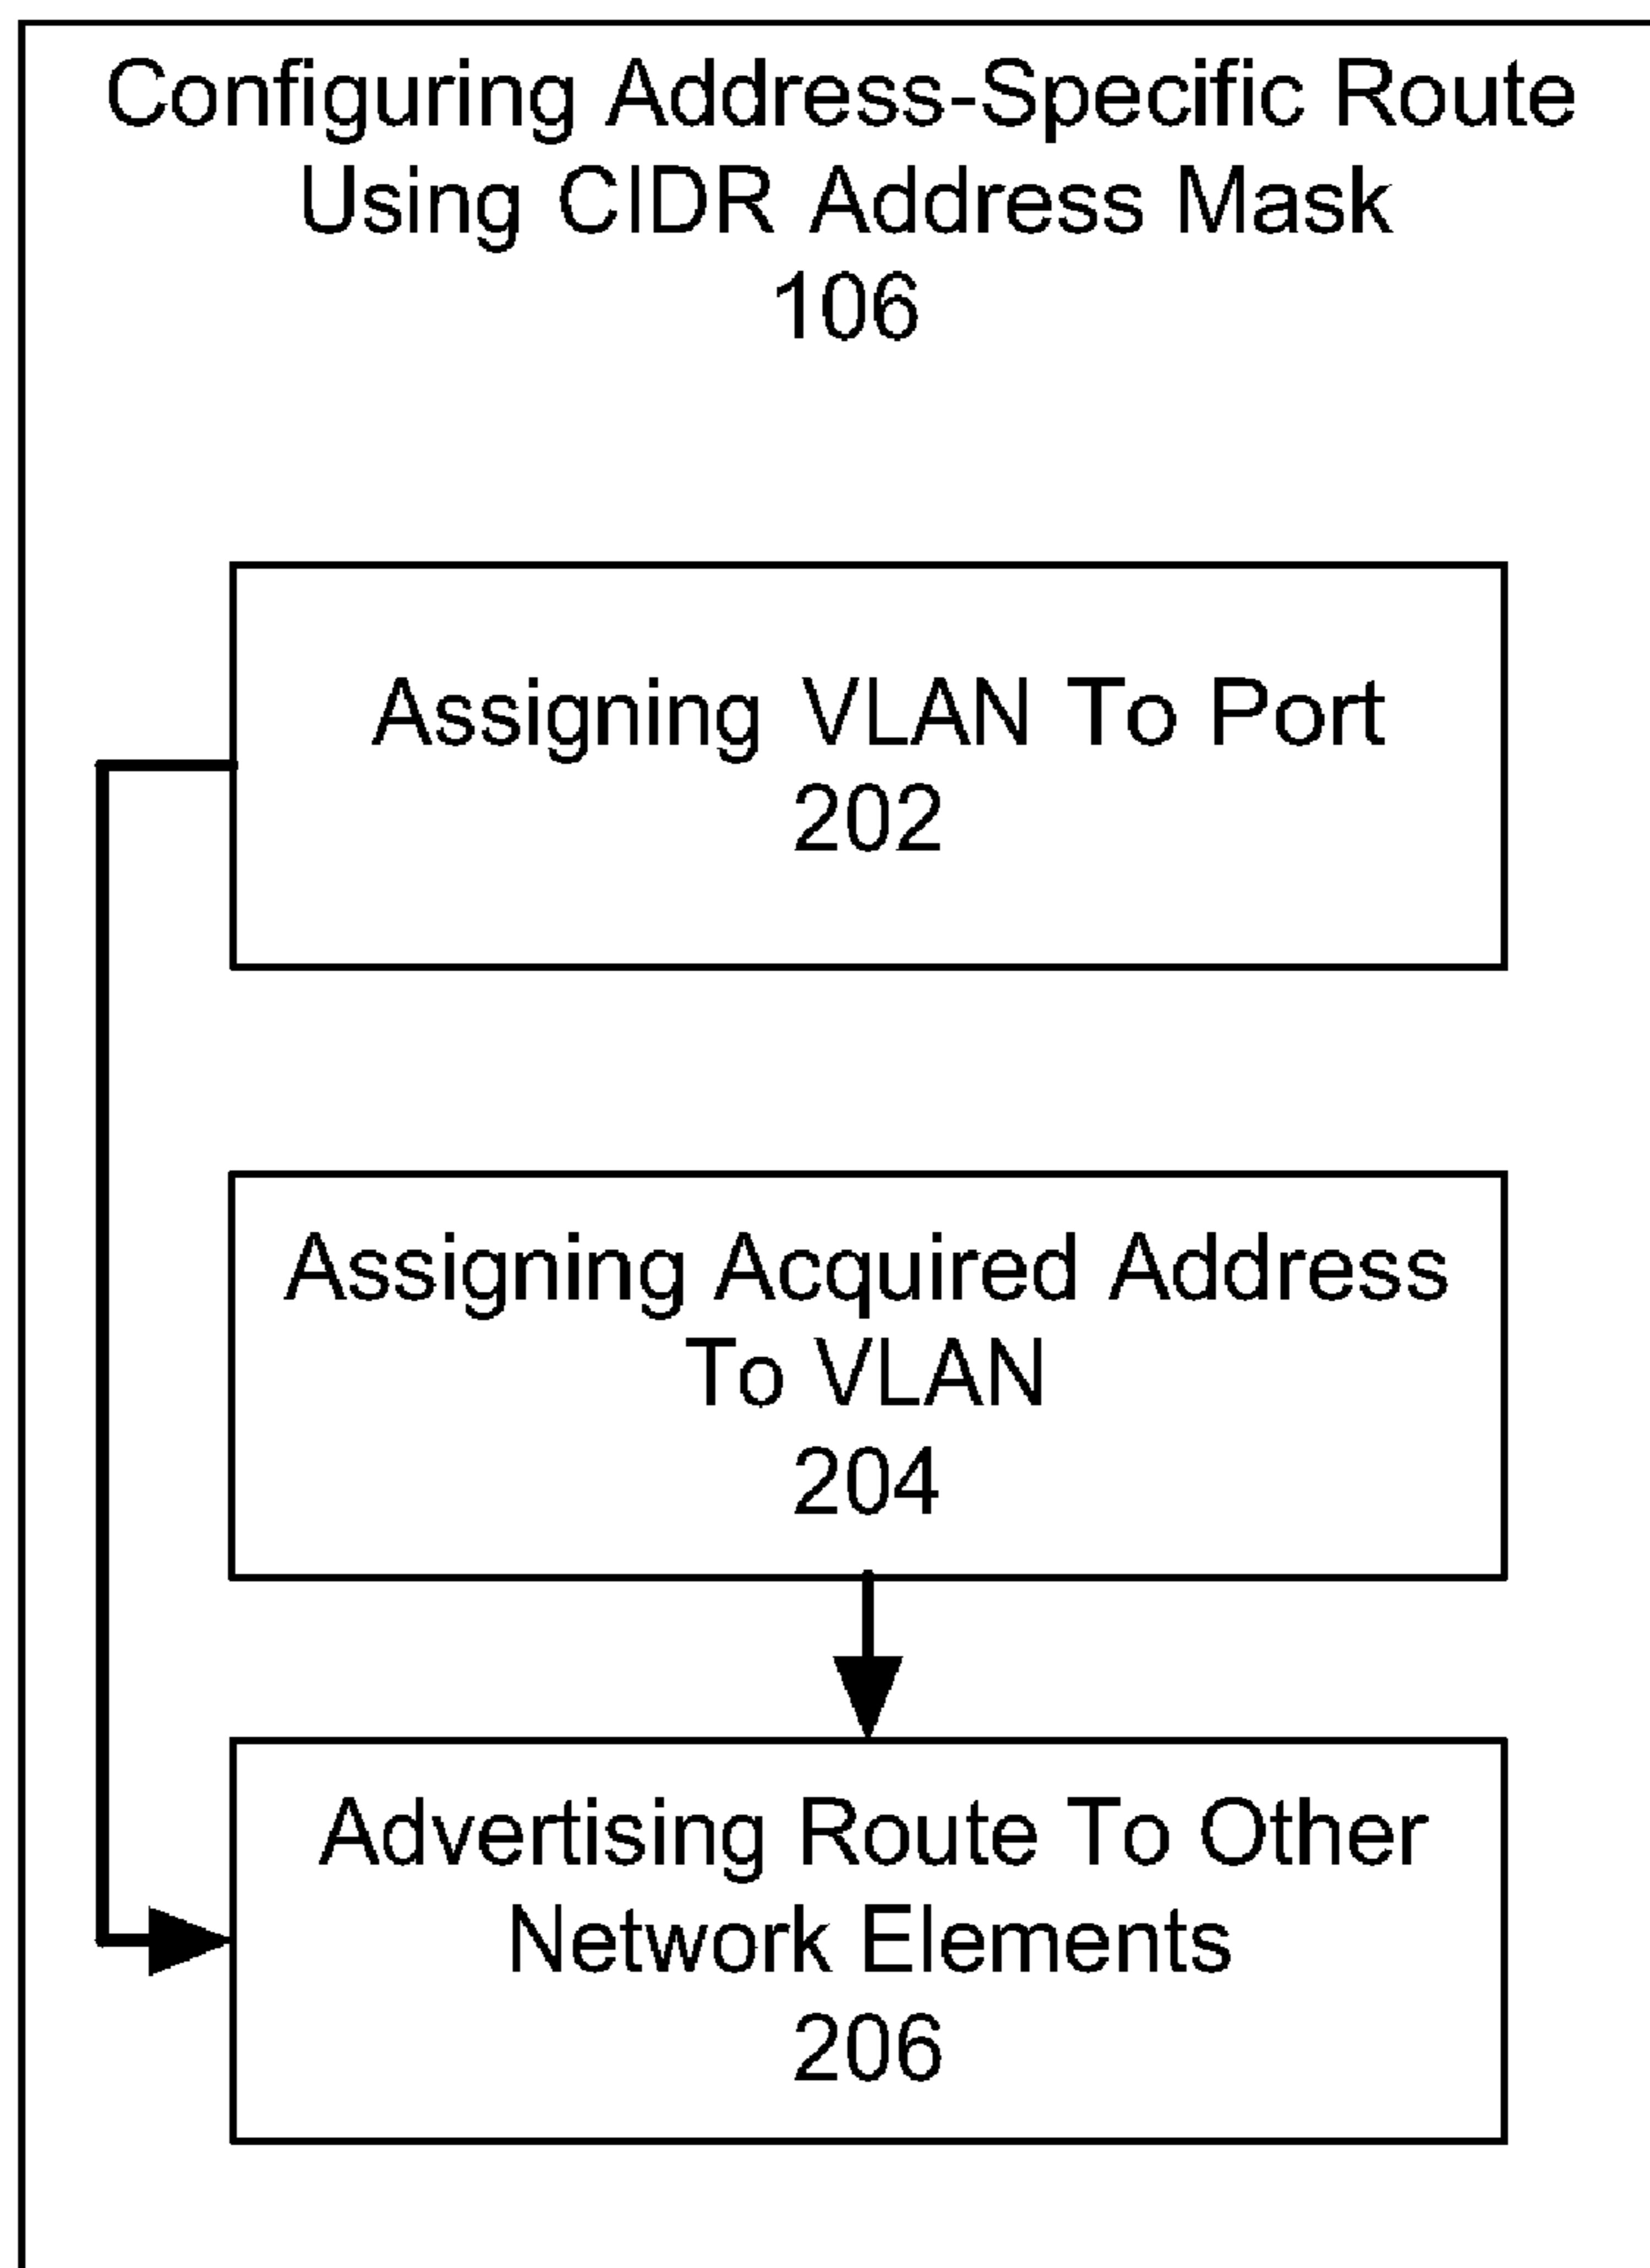 Configuring Address-Specific Route
Using CIDR Address Mask
106
Assigning VLAN To Port
202
Assigning Acquired Address
To VLAN
204
Advertising Route To Other
Network Elements
206